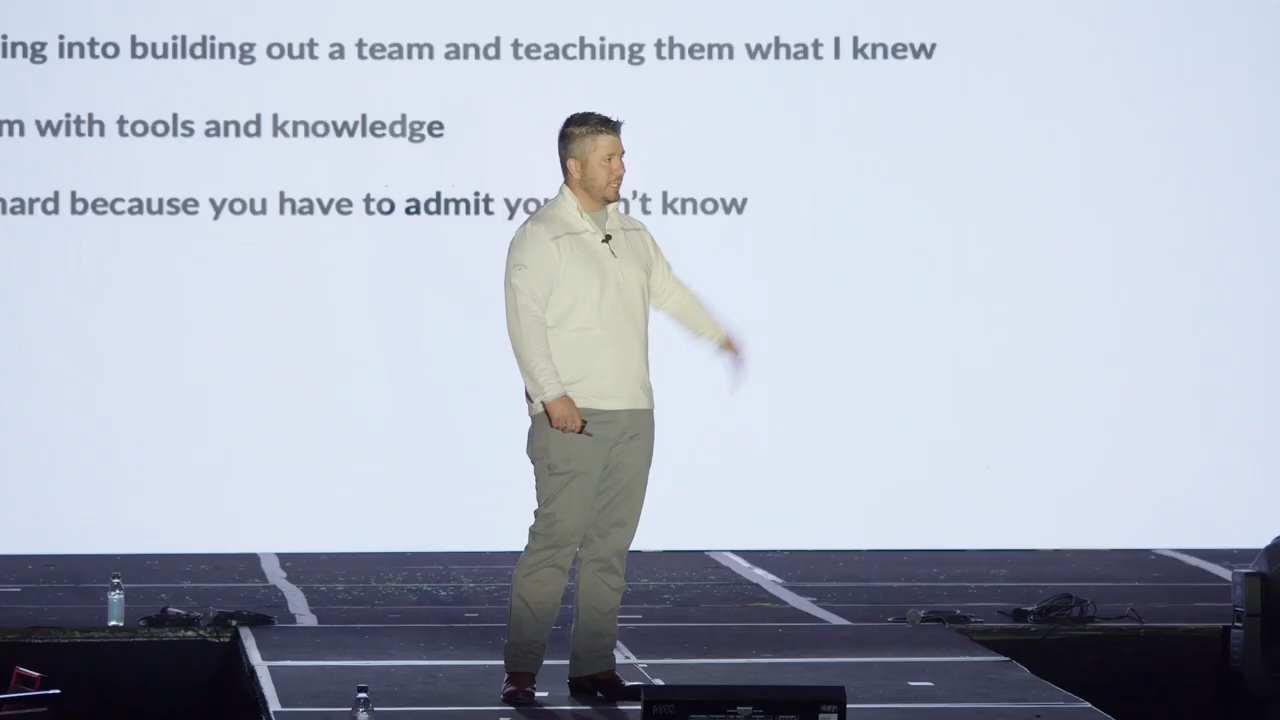 ing into building out a team and teaching them what I knew
m with tools and knowledge
hard because you have to admit you n't know